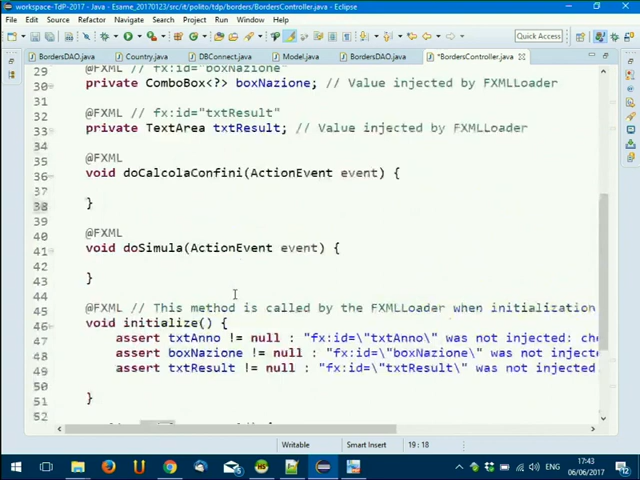 workspace-TdP-2017 - Java - Esame_20170123/src/it/polito/tdp/borders/BordersController.java - Eclipse
File Edit Source Refactor Navigate Search Project Run Window Help
Quick Access
BordersDAO.java Country.java DBConnect.java Model.java BordersDAO.java *BordersController.java
29 @FXML // fx:id="boxNazione"
30 private ComboBox<?> boxNazione; // Value injected by FXMLLoader
31
32 @FXML // fx:id="txtResult"
33 private TextArea txtResult; // Value injected by FXMLLoader
34
35 @FXML
36 void doCalcolaConfini(ActionEvent event) {
37
38 }
39
40 @FXML
41 void doSimula(ActionEvent event) {
42
43 }
44
45 @FXML // This method is called by the FXMLLoader when initialization
46 void initialize() {
47 assert txtAnno != null : "fx:id=\"txtAnno\" was not injected: che
48 assert boxNazione != null : "fx:id=\"boxNazione\" was not injecte
49 assert txtResult != null : "fx:id=\"txtResult\" was not injected
50
51 }
52
Writable Smart Insert 19 : 18
ENG 17:43
06/06/2017 12